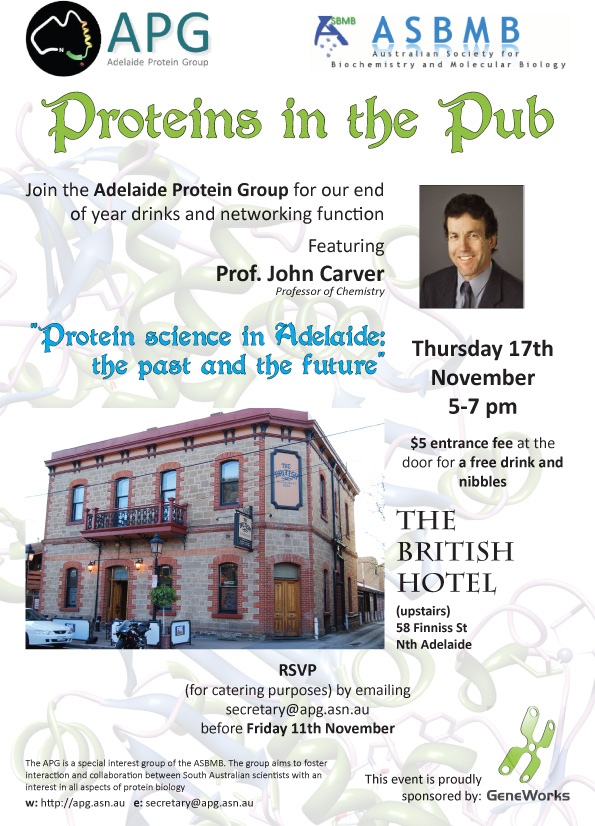 APG
Adelaide Protein Group
N
ASBMB
ASBMB
Australian Society for
Biochemistry and Molecular Biology
Proteins in the Pub
Join the Adelaide Protein Group for our end
of year drinks and networking function
Featuring
Prof. John Carver
Professor of Chemistry
"Protein science in Adelaide:
the past and the future"
Thursday 17th
November
5-7 pm
$5 entrance fee at the
door for a free drink and
nibbles
THE
BRITISH
HOTEL
(upstairs)
58 Finniss St
Nth Adelaide
THE
BRITISH
RSVP
(for catering purposes) by emailing
secretary@apg.asn.au
before Friday 11th November
The APG is a special interest group of the ASBMB. The group aims to foster
interaction and collaboration between South Australian scientists with an
interest in all aspects of protein biology
w: http://apg.asn.au e: secretary@apg.asn.au
This event is proudly
sponsored by:
GeneWorks